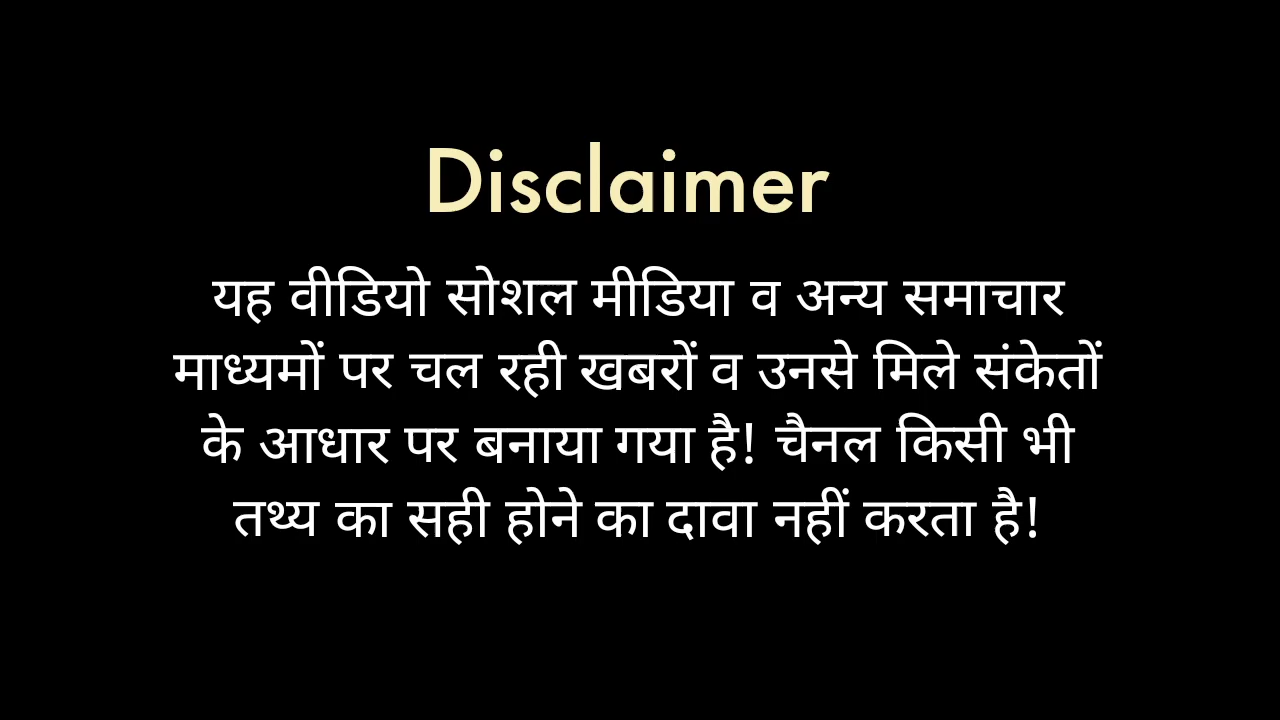 Disclaimer
यह वीडियो सोशल मीडिया व अन्य समाचार
माध्यमों पर चल रही खबरों व उनसे मिले संकेतों
के आधार पर बनाया गया है! चैनल किसी भी
तथ्य का सही होने का दावा नहीं करता है!